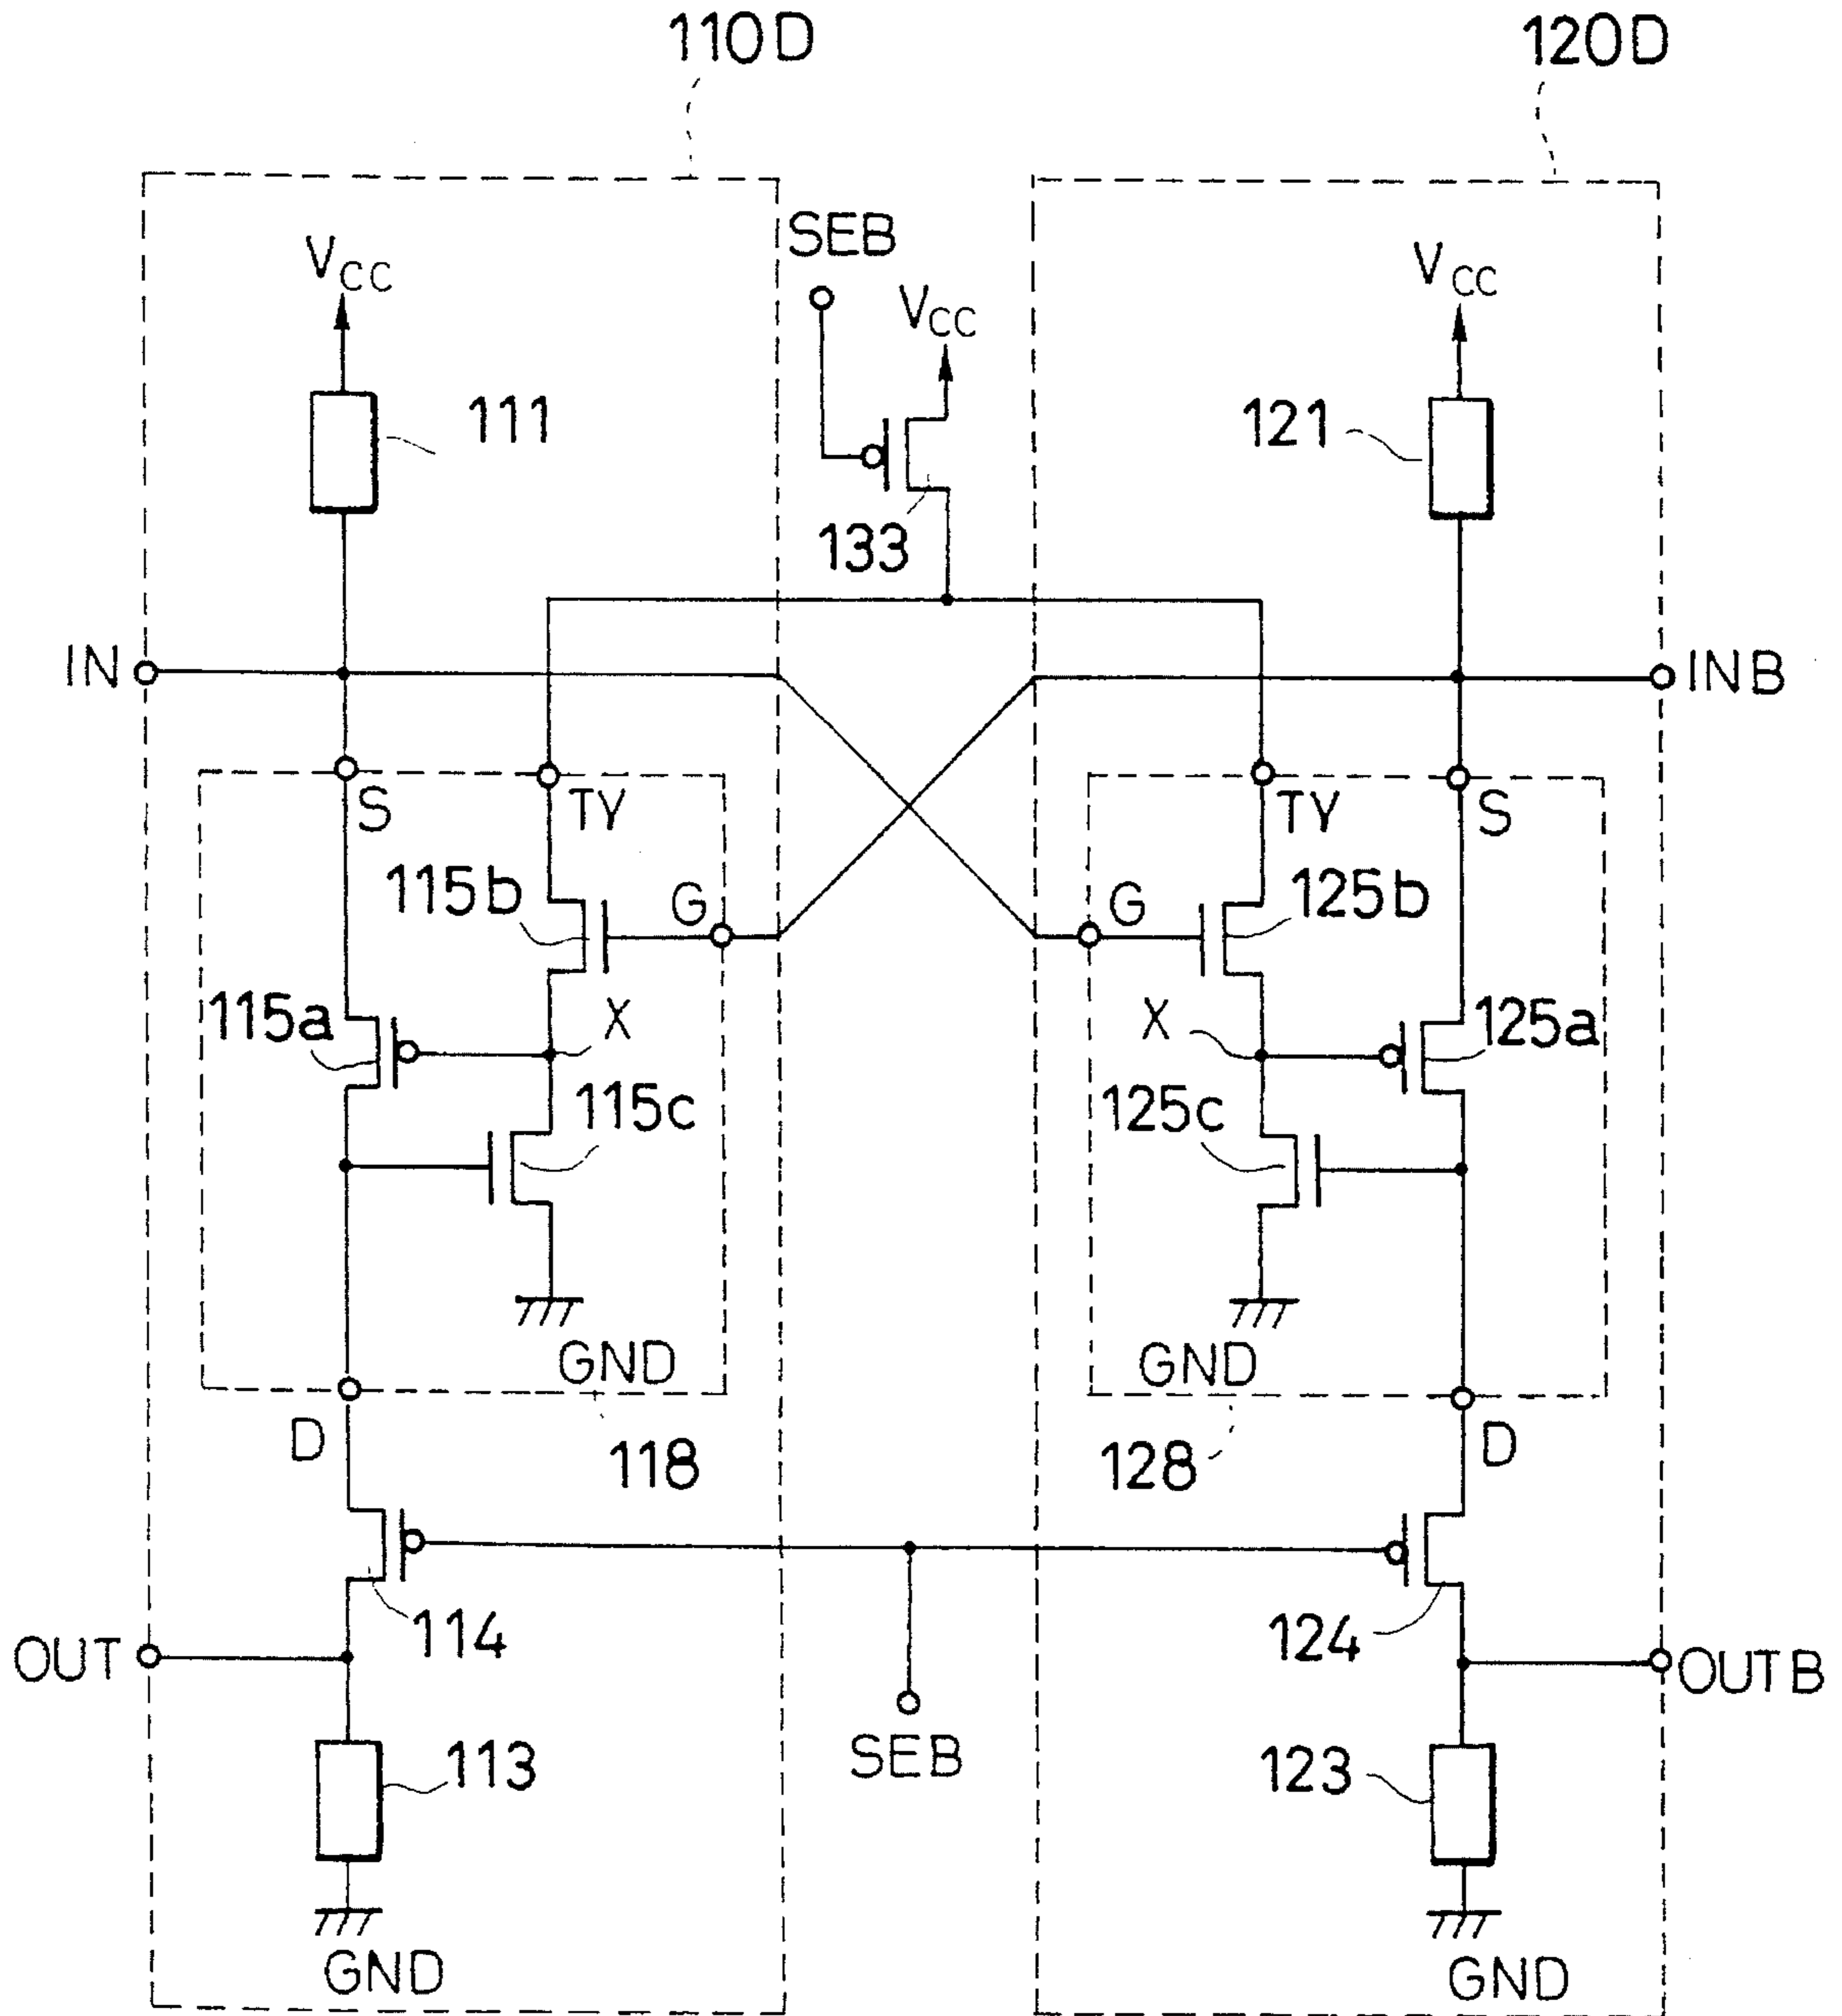 110D
120D
SEB
VCC
VCC
VCC
111
121
133
IN
INB
S
TY
TY
S
115b
G
G
125b
115a
X
X
125a
115c
125c
GND
GND
D
118
128
D
114
124
OUT
OUTB
SEB
113
123
GND
GND